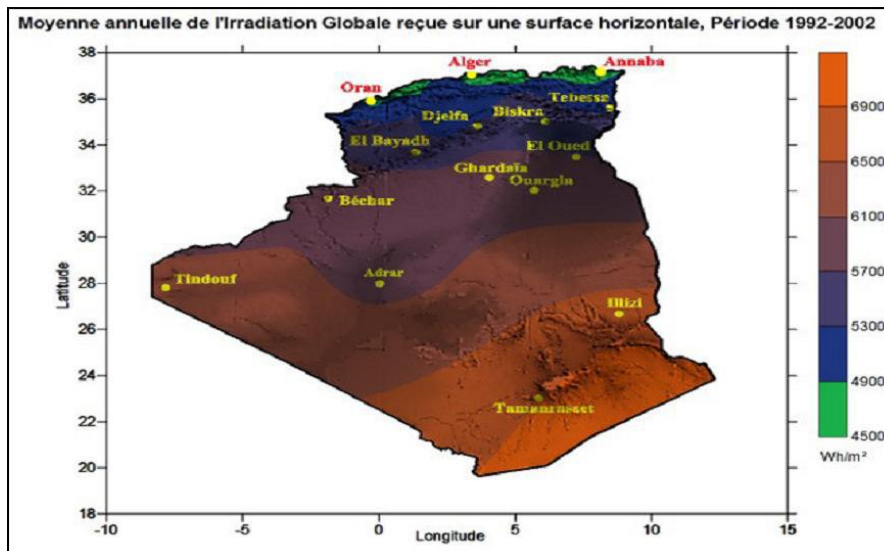 Moyenne annuelle de l'Irradiation Globale reçue sur une surface horizontale, Période 1992-2002
38
36
34
32
30
28
26
24
22
20
18
Latitude
-10
-5
0
5
10
15
Longitude
Alger
Annaba
Oran
Tebessa
Biskra
Djelfa
El Bayadh
El Oued
Ghardaïa
Ouargla
Béchar
Adrar
Tindouf
Illizi
Tamanrasset
6900
6500
6100
5700
5300
4900
4500
Wh/m²